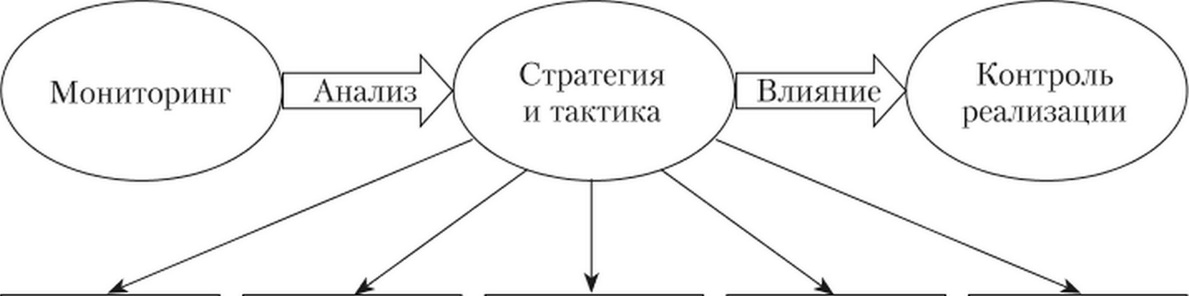 Мониторинг
Анализ
Стратегия
и тактика
Влияние
Контроль
реализации